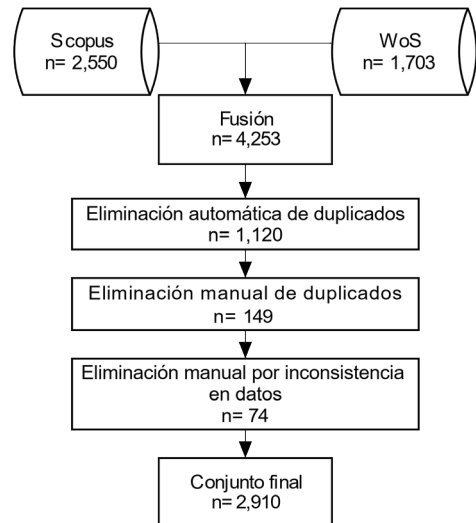 Scopus
n= 2,550
WoS
n= 1,703
Fusión
n= 4,253
Eliminación automática de duplicados
n= 1,120
Eliminación manual de duplicados
n= 149
Eliminación manual por inconsistencia
en datos
n= 74
Conjunto final
n= 2,910